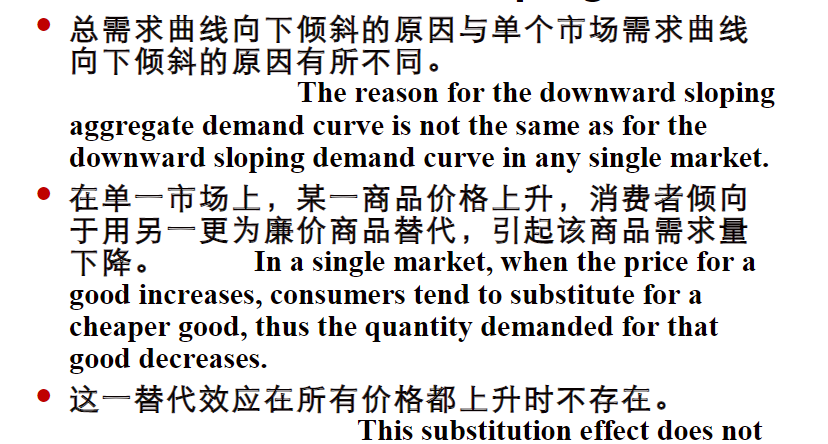 总需求曲线向下倾斜的原因与单个市场需求曲线
向下倾斜的原因有所不同。
The reason for the downward sloping
aggregate demand curve is not the same as for the
downward sloping demand curve in any single market.
在单一市场上，某一商品价格上升，消费者倾向
于用另一更为廉价商品替代，引起该商品需求量
下降。 In a single market, when the price for a
good increases, consumers tend to substitute for a
cheaper good, thus the quantity demanded for that
good decreases.
这一替代效应在所有价格都上升时不存在。
This substitution effect does not